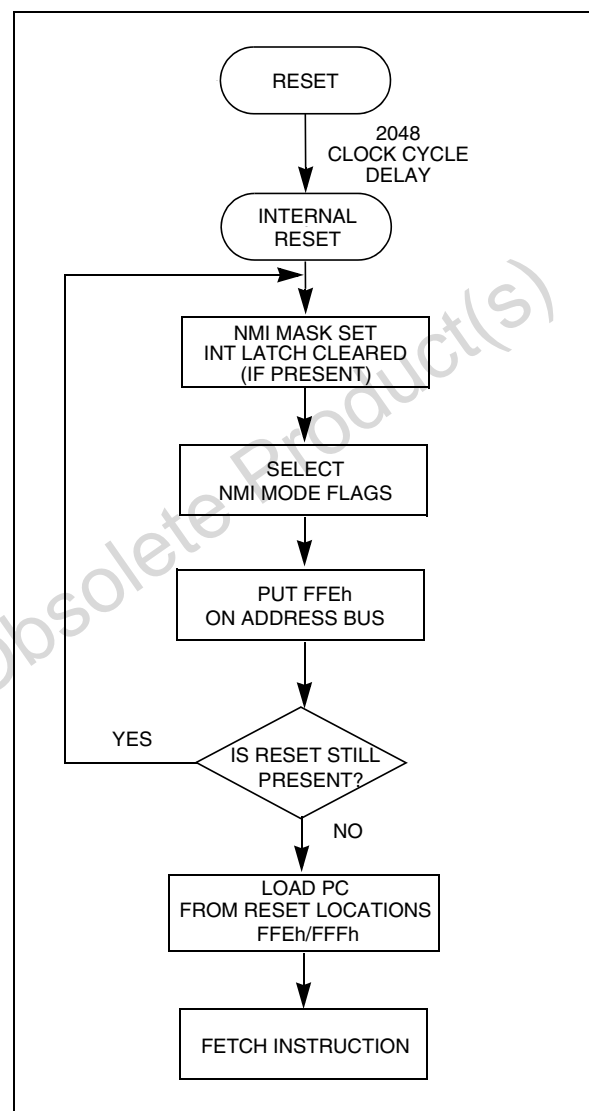 RESET
2048
CLOCK CYCLE
DELAY
INTERNAL
RESET
NMI MASK SET
INT LATCH CLEARED
(IF PRESENT)
SELECT
NMI MODE FLAGS
PUT FFEh
ON ADDRESS BUS
YES
IS RESET STILL
PRESENT?
NO
LOAD PC
FROM RESET LOCATIONS
FFEh/FFFh
FETCH INSTRUCTION
Obsolete Product(s)